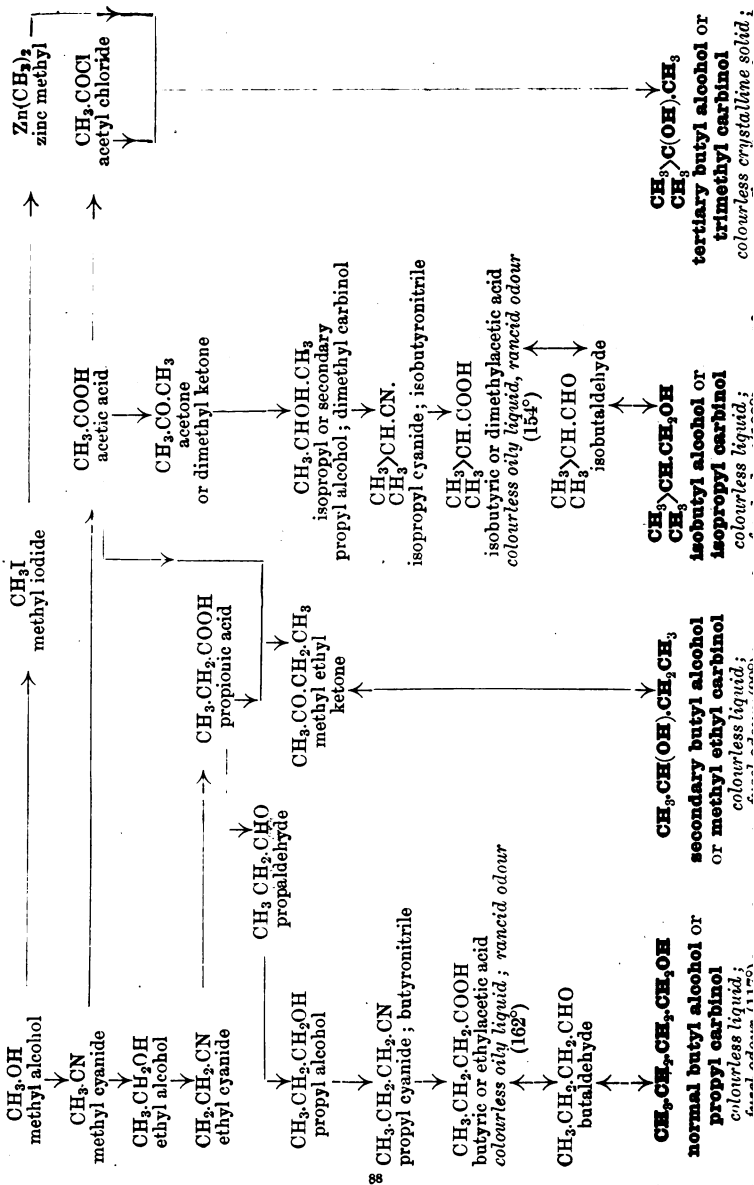 CH₃.OH
methyl alcohol
CH₃I
methyl iodide
Zn(CH₃)₂
zinc methyl
CH₃.CN
methyl cyanide
CH₃.COOH
acetic acid
CH₃.COCl
acetyl chloride
CH₃.CH₂OH
ethyl alcohol
CH₂.CH₂.CN
ethyl cyanide
CH₃.CH₂.COOH
propionic acid
CH₃.CO.CH₃
acetone
or dimethyl ketone
CH₃ CH₂.CHO
propaldehyde
CH₃.CO.CH₂.CH₃
methyl ethyl
ketone
CH₃.CH₂.CH₂OH
propyl alcohol
CH₃.CHOH.CH₃
isopropyl or secondary
propyl alcohol; dimethyl carbinol
CH₃.CH₂.CH₂.CN
propyl cyanide; butyronitrile
CH₃
CH₃>CH.CN.
isopropyl cyanide; isobutyronitrile
CH₃.CH₂.CH₂.COOH
butyric or ethylacetic acid
colourless oily liquid; rancid odour
(162°)
CH₃
CH₃>CH.COOH
isobutyric or dimethylacetic acid
colourless oily liquid, rancid odour
(154°)
CH₃.CH₂.CH₂.CHO
butaldehyde
CH₃
CH₃>CH.CHO
isobutaldehyde
CH₃.CH₂.CH₂.CH₂OH
normal butyl alcohol or
propyl carbinol
colourless liquid;
fusel odour (117°)
CH₃.CH(OH).CH₂CH₃
secondary butyl alcohol
or methyl ethyl carbinol
colourless liquid;
CH₃
CH₃>CH.CH₂OH
isobutyl alcohol or
isopropyl carbinol
colourless liquid;
CH₃
CH₃>C(OH).CH₃
tertiary butyl alcohol or
trimethyl carbinol
colourless crystalline solid;
88